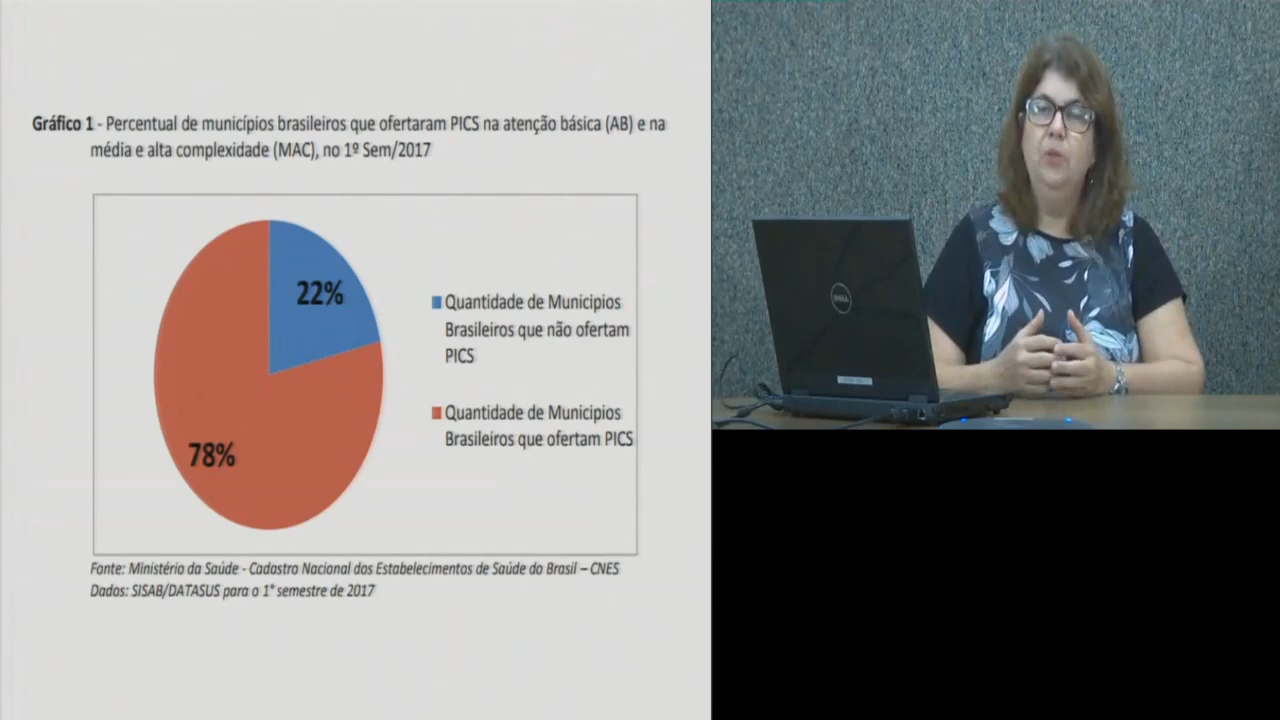 Gráfico 1 - Percentual de municípios brasileiros que ofertaram PICS na atenção básica (AB) e na
média e alta complexidade (MAC), no 1º Sem/2017
22%
78%
Quantidade de Municipios
Brasileiros que não ofertam
PICS
Quantidade de Municipios
Brasileiros que ofertam PICS
Fonte: Ministério da Saúde - Cadastro Nacional dos Estabelecimentos de Saúde do Brasil – CNES
Dados: SISAB/DATASUS para o 1° semestre de 2017
DELL